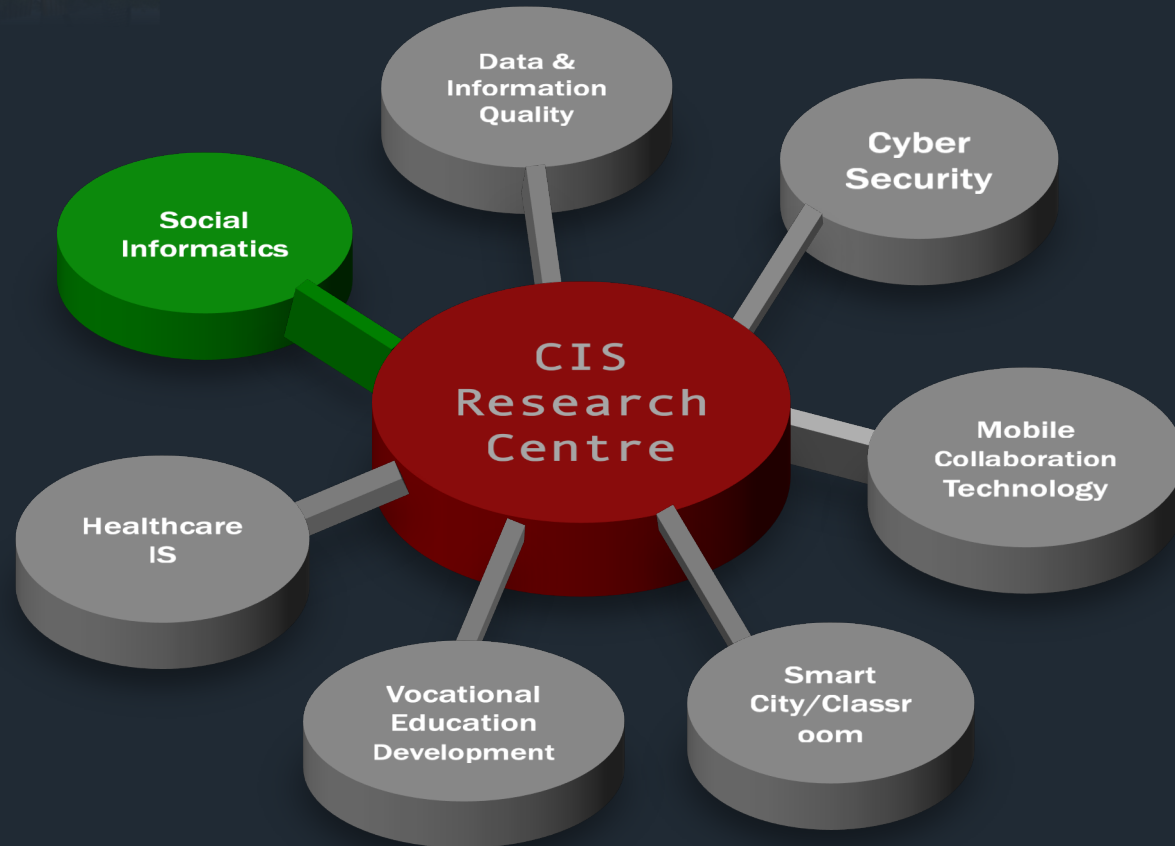 Data &
Information
Quality
Cyber
Security
Social
Informatics
CIS
Research
Centre
Mobile
Collaboration
Technology
Healthcare
IS
Vocational
Education
Development
Smart
City/Classr
oom